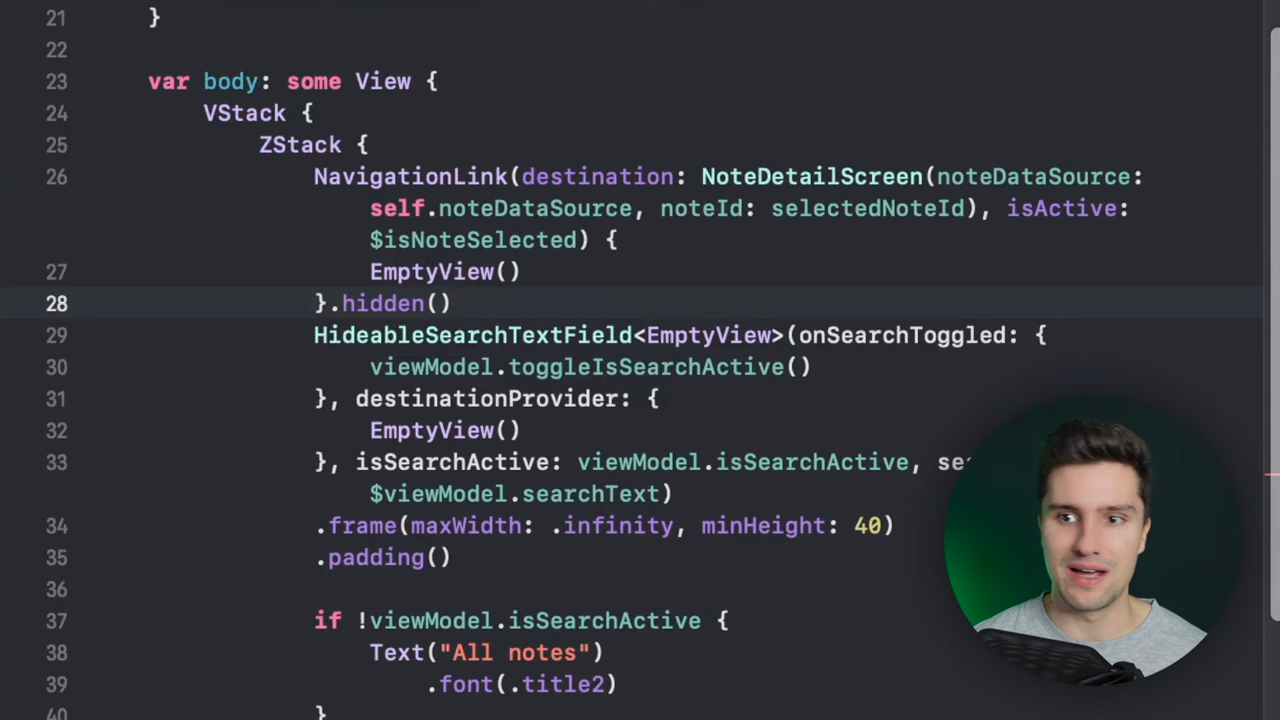 21 }
22
23 var body: some View {
24 VStack {
25 ZStack {
26 NavigationLink(destination: NoteDetailScreen(noteDataSource:
self.noteDataSource, noteId: selectedNoteId), isActive:
$isNoteSelected) {
27 EmptyView()
28 }.hidden()
29 HideableSearchTextField<EmptyView>(onSearchToggled: {
30 viewModel.toggleIsSearchActive()
31 }, destinationProvider: {
32 EmptyView()
33 }, isSearchActive: viewModel.isSearchActive,
$viewModel.searchText)
34 .frame(maxWidth: .infinity, minHeight: 40)
35 .padding()
36
37 if !viewModel.isSearchActive {
38 Text("All notes")
39 .font(.title2)
40 }